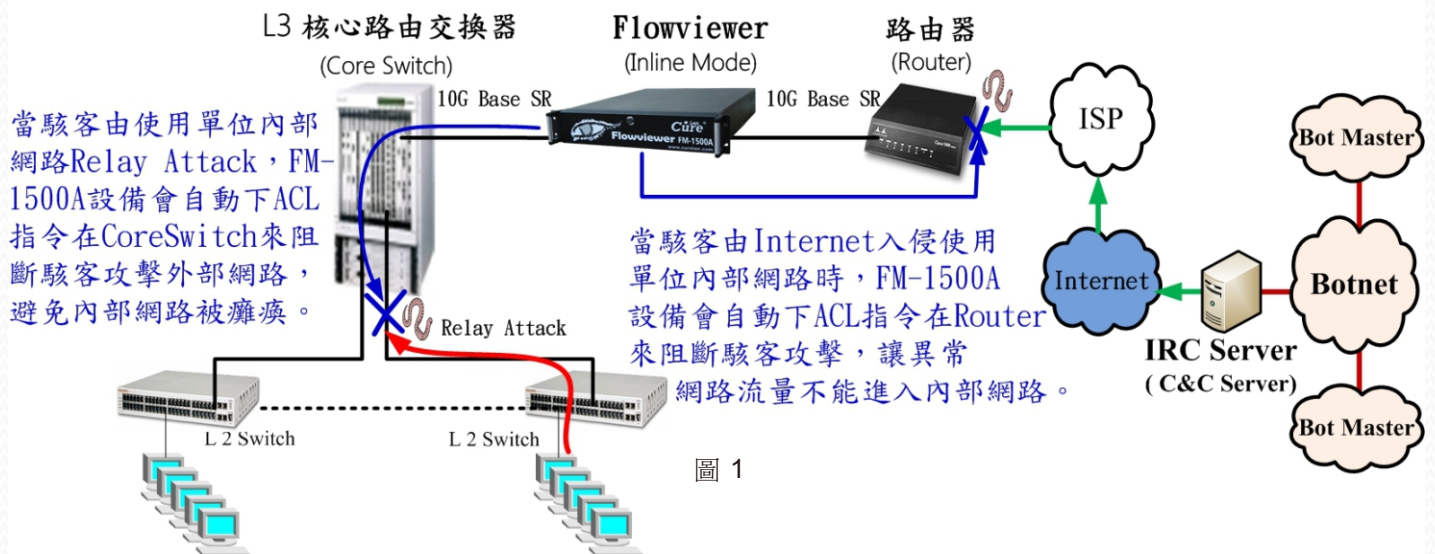 L3 核心路由交換器
(Core Switch)
Flowviewer
(Inline Mode)
路由器
(Router)
10G Base SR
10G Base SR
Cüre
Flowviewer FM-1500A
ISP
Bot Master
當駭客由使用單位內部
網路Relay Attack，FM-
1500A設備會自動下ACL
指令在CoreSwitch來阻
斷駭客攻擊外部網路，
避免內部網路被癱瘓。
當駭客由Internet入侵使用
單位內部網路時，FM-1500A
設備會自動下ACL指令在Router
來阻斷駭客攻擊，讓異常
網路流量不能進入內部網路。
Internet
Botnet
IRC Server
( C&C Server)
Bot Master
Relay Attack
L 2 Switch
L 2 Switch
圖 1